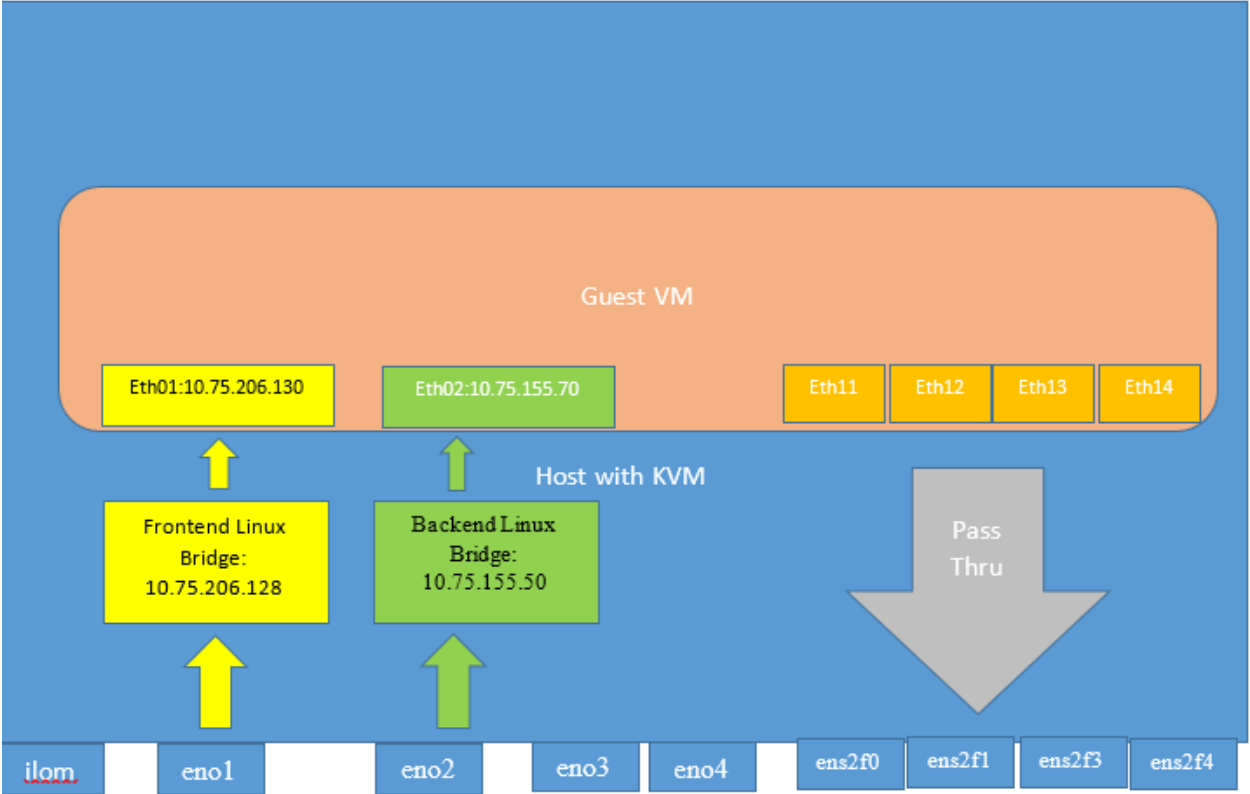 Guest VM
Eth01:10.75.206.130
Eth02:10.75.155.70
Eth11
Eth12
Eth13
Eth14
Host with KVM
Frontend Linux
Bridge:
10.75.206.128
Backend Linux
Bridge:
10.75.155.50
Pass
Thru
ilom
eno1
eno2
eno3
eno4
ens2f0
ens2f1
ens2f3
ens2f4